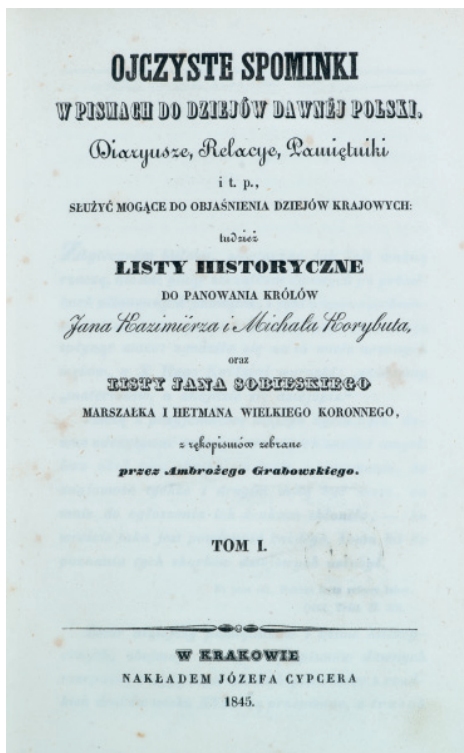 OJCZYSTE SPOMINKI
W PISMACH DO DZIEJÓW DAWNÉJ POLSKI.
Diaryusze, Relacye, Pamiętniki
i t. p.,
SŁUŻYĆ MOGĄCE DO OBJAŚNIENIA DZIEJÓW KRAJOWYCH:
tudzież
LISTY HISTORYCZNE
DO PANOWANIA KRÓLÓW
Jana Kazimiérza i Michała Korybuta,
oraz
LISTY JANA SOBIESKIEGO
MARSZAŁKA I HETMANA WIELKIEGO KORONNEGO,
z rękopismów zebrane
przez Ambrożego Grabowskiego.
TOM I.
W KRAKOWIE
NAKŁADEM JÓZEFA CYPCERA
1845.